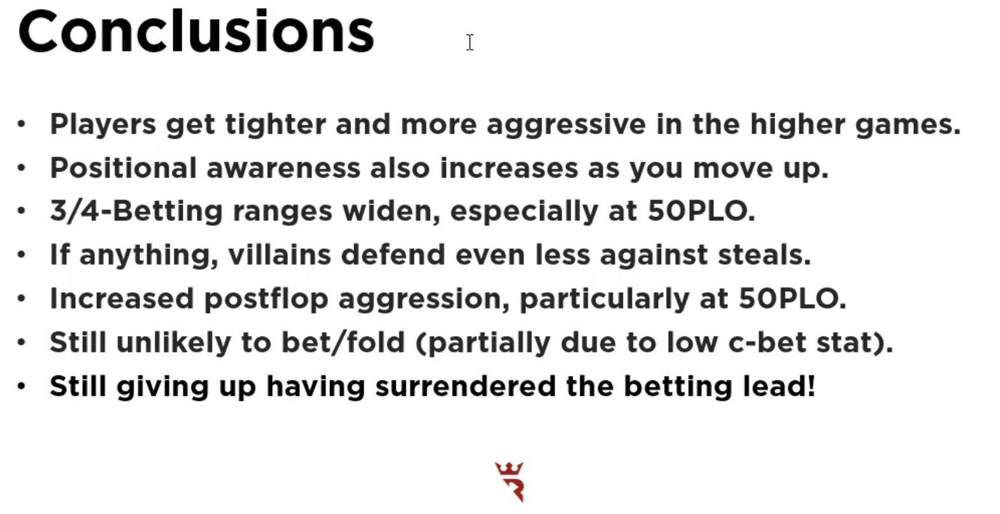 Conclusions
• Players get tighter and more aggressive in the higher games.
• Positional awareness also increases as you move up.
• 3/4-Betting ranges widen, especially at 50PLO.
• If anything, villains defend even less against steals.
• Increased postflop aggression, particularly at 50PLO.
• Still unlikely to bet/fold (partially due to low c-bet stat).
• Still giving up having surrendered the betting lead!